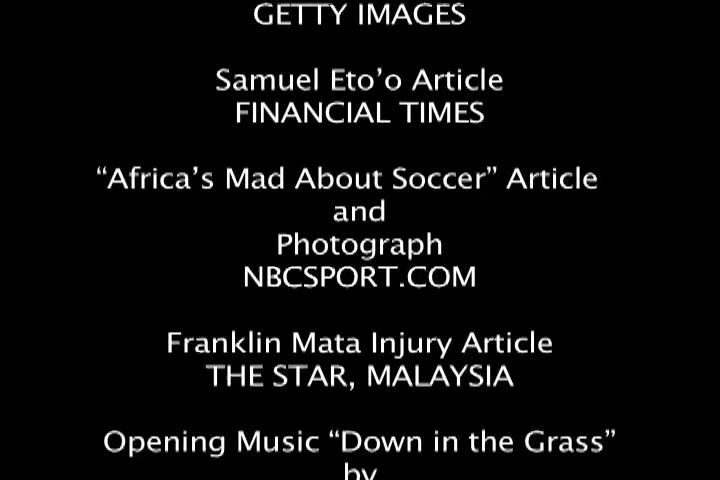 GETTY IMAGES
Samuel Eto’o Article
FINANCIAL TIMES
“Africa’s Mad About Soccer” Article
and
Photograph
NBCSPORT.COM
Franklin Mata Injury Article
THE STAR, MALAYSIA
Opening Music “Down in the Grass”
by